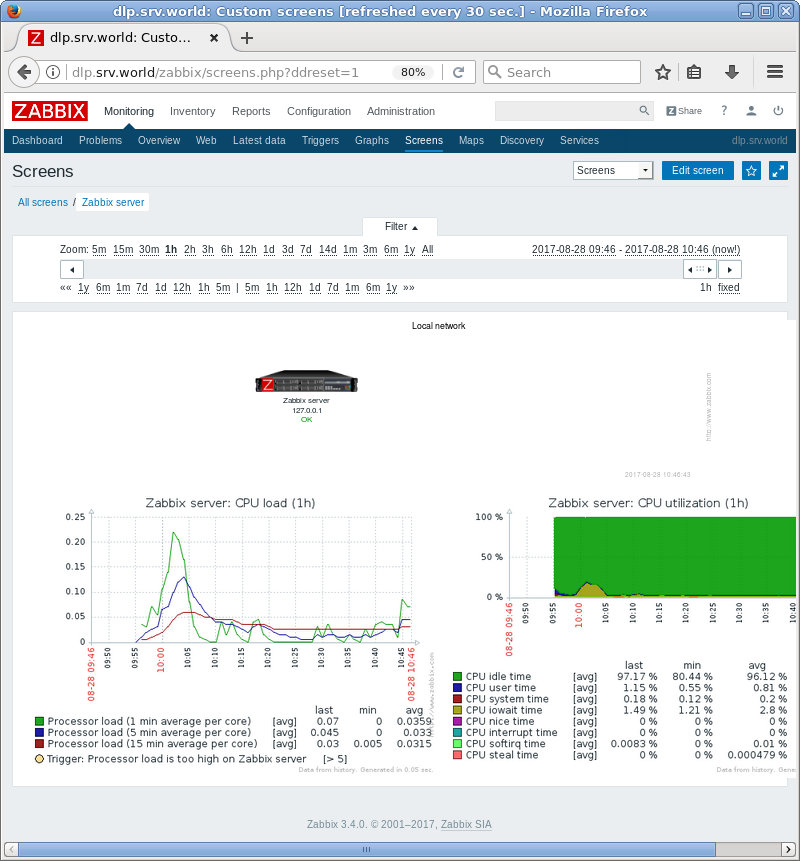 dlp.srv.world: Custom screens [refreshed every 30 sec.] - Mozilla Firefox
dlp.srv.world: Custo...
dlp.srv.world/zabbix/screens.php?ddreset=1 80% Search
ZABBIX Monitoring Inventory Reports Configuration Administration Z Share ?
Dashboard Problems Overview Web Latest data Triggers Graphs Screens Maps Discovery Services dlp.srv.world
Screens Screens Edit screen
All screens / Zabbix server
Filter
Zoom: 5m 15m 30m 1h 2h 3h 6h 12h 1d 3d 7d 14d 1m 3m 6m 1y All 2017-08-28 09:46 - 2017-08-28 10:46 (now!)
«« 1y 6m 1m 7d 1d 12h 1h 5m | 5m 1h 12h 1d 7d 1m 6m 1y »» 1h fixed
Local network
Z
Zabbix server
127.0.0.1
OK
http://www.zabbix.com
2017-08-28 10:46:43
Zabbix server: CPU load (1h)
0.25
0.20
0.15
0.10
0.05
0
08-28 09:46 09:50 09:55 10:00 10:05 10:10 10:15 10:20 10:25 10:30 10:35 10:40 10:45 08-28 10:46
last min avg
Processor load (1 min average per core) [avg] 0.07 0 0.0359
Processor load (5 min average per core) [avg] 0.045 0 0.033
Processor load (15 min average per core) [avg] 0.03 0.005 0.0315
Trigger: Processor load is too high on Zabbix server [> 5]
Data from history. Generated in 0.05 sec.
Zabbix server: CPU utilization (1h)
100 %
50 %
0 %
08-28 09:46 09:50 09:55 10:00 10:05 10:10 10:15 10:20 10:25 10:30 10:35 10:40
last min avg
CPU idle time [avg] 97.17 % 80.44 % 96.12 %
CPU user time [avg] 1.15 % 0.55 % 0.81 %
CPU system time [avg] 0.18 % 0.12 % 0.2 %
CPU iowait time [avg] 1.49 % 1.21 % 2.8 %
CPU nice time [avg] 0 % 0 % 0 %
CPU interrupt time [avg] 0 % 0 % 0 %
CPU softirq time [avg] 0.0083 % 0 % 0.01 %
CPU steal time [avg] 0 % 0 % 0.000479 %
Data from history. Gene
Zabbix 3.4.0. © 2001–2017, Zabbix SIA